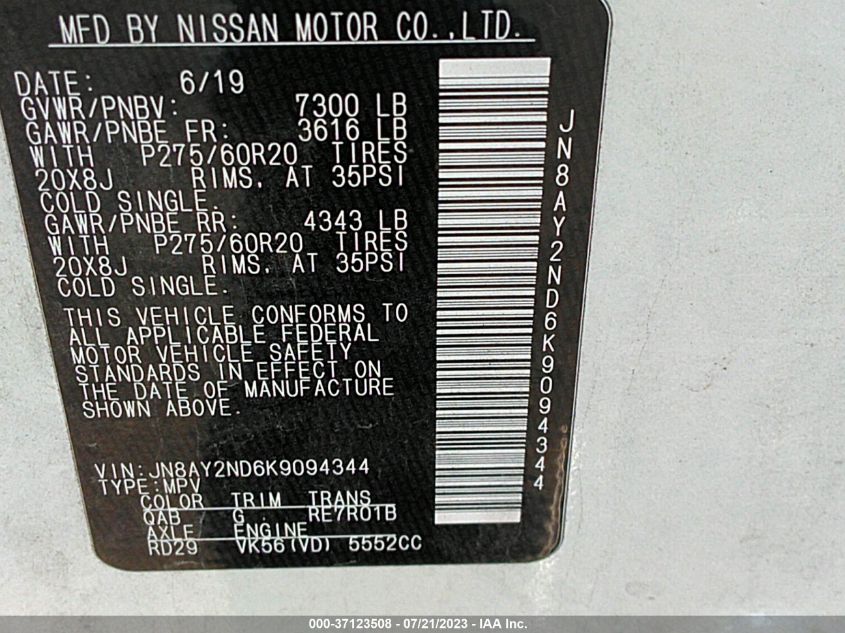 MFD BY NISSAN MOTOR CO.,LTD.
DATE: 6/19
GVWR/PNBV: 7300 LB
GAWR/PNBE FR: 3616 LB
WITH P275/60R20 TIRES
20X8J RIMS, AT 35PSI
COLD SINGLE.
GAWR/PNBE RR: 4343 LB
WITH P275/60R20 TIRES
20X8J RIMS, AT 35PSI
COLD SINGLE.
THIS VEHICLE CONFORMS TO
ALL APPLICABLE FEDERAL
MOTOR VEHICLE SAFETY
STANDARDS IN EFFECT ON
THE DATE OF MANUFACTURE
SHOWN ABOVE.
VIN:JN8AY2ND6K9094344
TYPE:MPV
COLOR TRIM TRANS
QAB G RE7R01B
AXLE ENGINE
RD29 VK56(VD) 5552CC
JN8AY2ND6K9094344
000-37123508 - 07/21/2023 - IAA Inc.